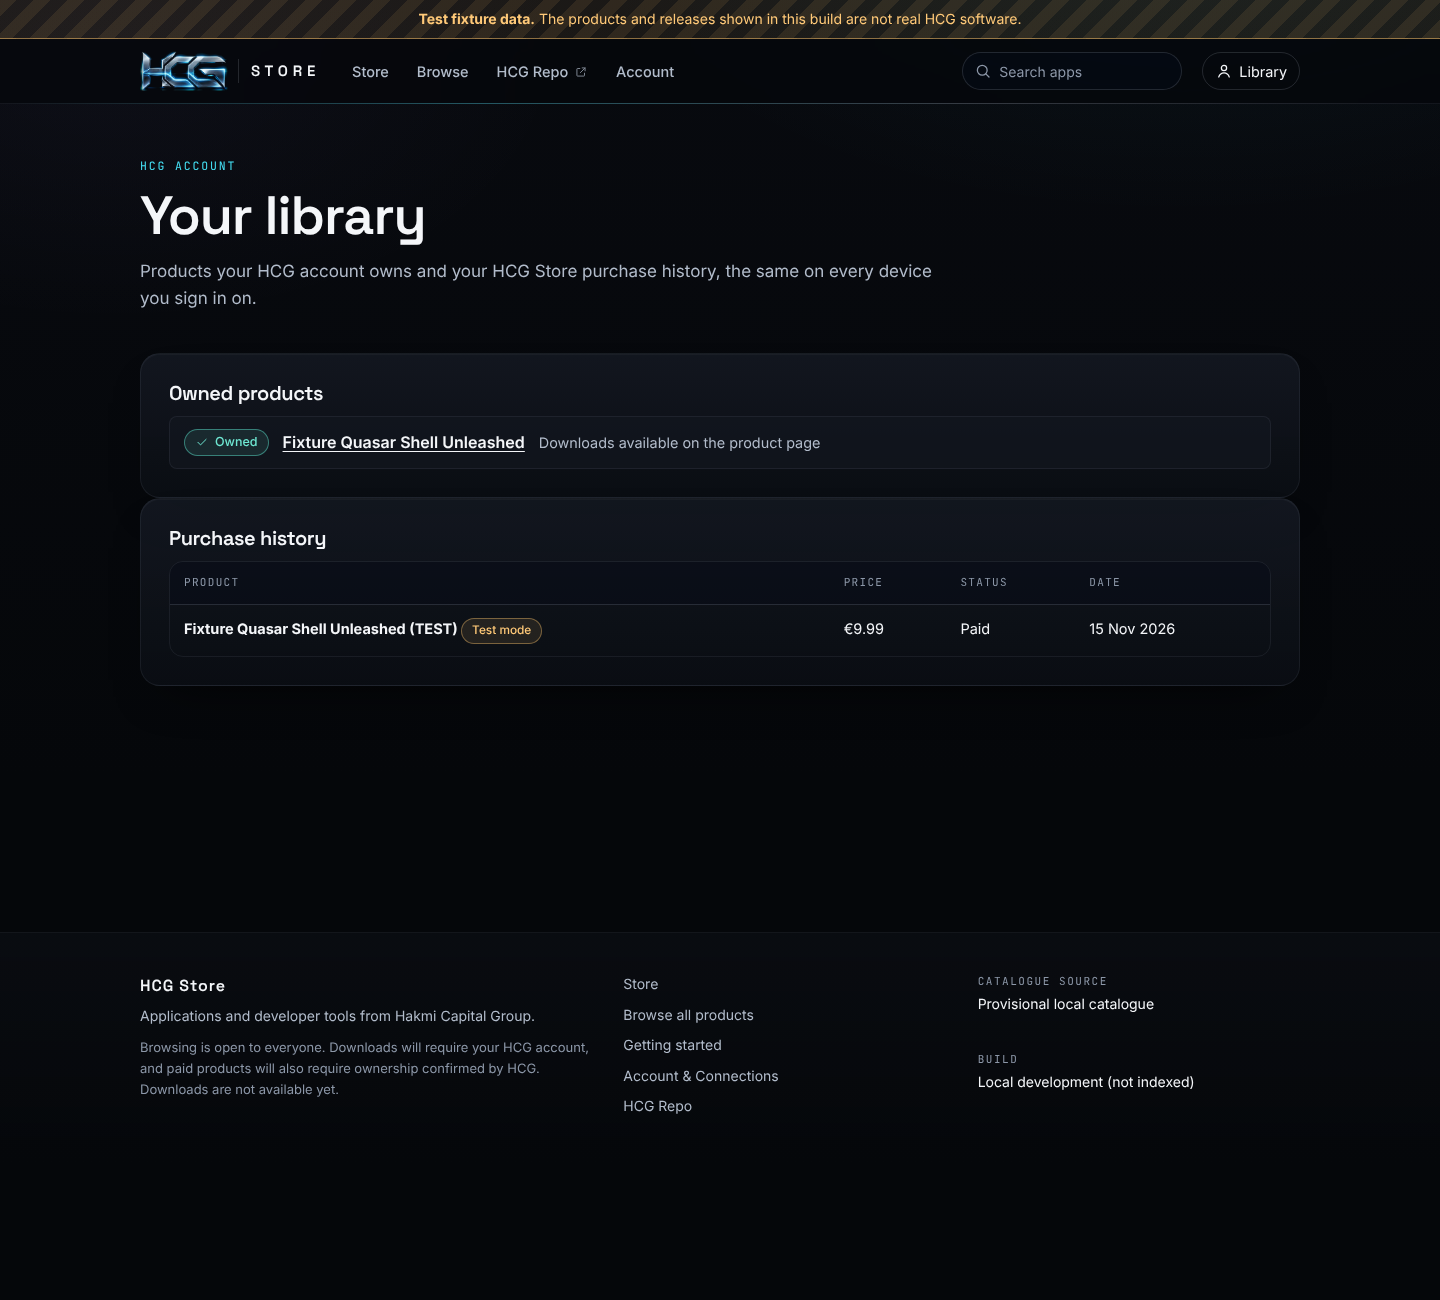 Test fixture data. The products and releases shown in this build are not real HCG software.
HCG STORE Store Browse HCG Repo Account Search apps Library
HCG ACCOUNT
Your library
Products your HCG account owns and your HCG Store purchase history, the same on every device
you sign in on.
Owned products
Owned Fixture Quasar Shell Unleashed Downloads available on the product page
Purchase history
PRODUCT PRICE STATUS DATE
Fixture Quasar Shell Unleashed (TEST) Test mode €9.99 Paid 15 Nov 2026
HCG Store
Applications and developer tools from Hakmi Capital Group.
Browsing is open to everyone. Downloads will require your HCG account,
and paid products will also require ownership confirmed by HCG.
Downloads are not available yet.
Store
Browse all products
Getting started
Account & Connections
HCG Repo
CATALOGUE SOURCE
Provisional local catalogue
BUILD
Local development (not indexed)